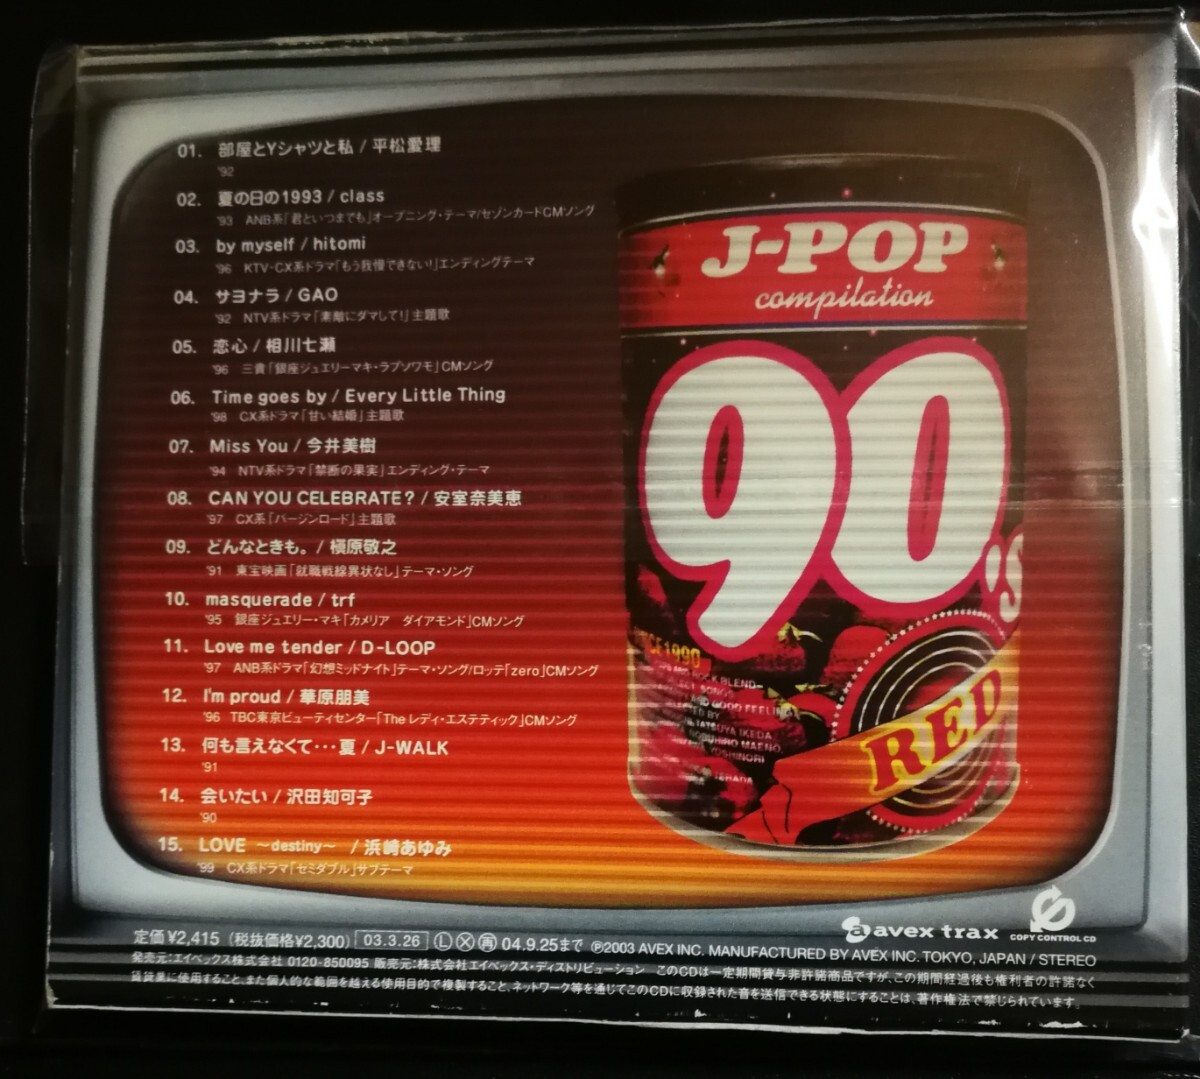 01. 部屋とYシャツと私 / 平松愛理
'92
02. 夏の日の1993 / class
'93 ANB系「君といつまでも」オープニング・テーマ/セゾンカードCMソング
03. by myself / hitomi
'96 KTV・CX系ドラマ「もう我慢できない!」エンディングテーマ
04. サヨナラ / GAO
'92 NTV系ドラマ「素敵にダマして!」主題歌
05. 恋心 / 相川七瀬
'96 三貴「銀座ジュエリーマキ・ラブソワモ」CMソング
06. Time goes by / Every Little Thing
'98 CX系ドラマ「甘い結婚」主題歌
07. Miss You / 今井美樹
'94 NTV系ドラマ「禁断の果実」エンディング・テーマ
08. CAN YOU CELEBRATE? / 安室奈美恵
'97 CX系「バージンロード」主題歌
09. どんなときも。 / 槇原敬之
'91 東宝映画「就職戦線異状なし」テーマ・ソング
10. masquerade / trf
'95 銀座ジュエリー・マキ「カメリア ダイアモンド」CMソング
11. Love me tender / D-LOOP
'97 ANB系ドラマ「幻想ミッドナイト」テーマ・ソング/ロッテ「zero」CMソング
12. I'm proud / 華原朋美
'96 TBC東京ビューティセンター「The レディ・エステティック」CMソング
13. 何も言えなくて…夏 / J-WALK
'91
14. 会いたい / 沢田知可子
'90
15. LOVE ～destiny～ / 浜崎あゆみ
'99 CX系ドラマ「セミダブル」サブテーマ
J-POP
compilation
90's
SINCE 1990
ROCK BLEND
SONGS
AND GOOD FEELING
TATSUYA IKEDA
NOBUHIRO MAENO
YOSHINORI
RED
avex trax
COPY CONTROL CD
定価¥2,415 (税抜価格¥2,300) 03.3.26 Ⓛ Ⓧ 再 04.9.25まで ℗2003 AVEX INC. MANUFACTURED BY AVEX INC. TOKYO, JAPAN / STEREO
発売元:エイベックス株式会社 0120-850095 販売元:株式会社エイベックス・ディストリビューション このCDは一定期間貸与非許諾商品ですが、この期間経過後も権利者の許諾なく
賃貸業に使用すること、また個人的な範囲を越える使用目的で複製すること、ネットワーク等を通じてこのCDに収録された音を送信できる状態にすることは、著作権法で禁じられています。